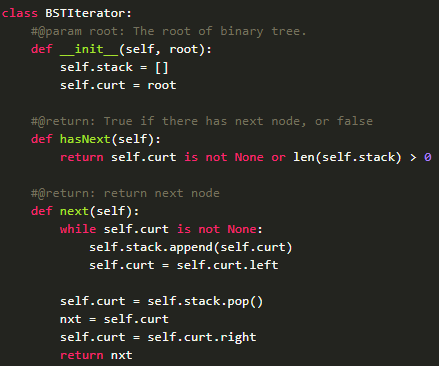 class BSTIterator:
    #@param root: The root of binary tree.
    def __init__(self, root):
        self.stack = []
        self.curt = root

    #@return: True if there has next node, or false
    def hasNext(self):
        return self.curt is not None or len(self.stack) > 0

    #@return: return next node
    def next(self):
        while self.curt is not None:
            self.stack.append(self.curt)
            self.curt = self.curt.left

        self.curt = self.stack.pop()
        nxt = self.curt
        self.curt = self.curt.right
        return nxt